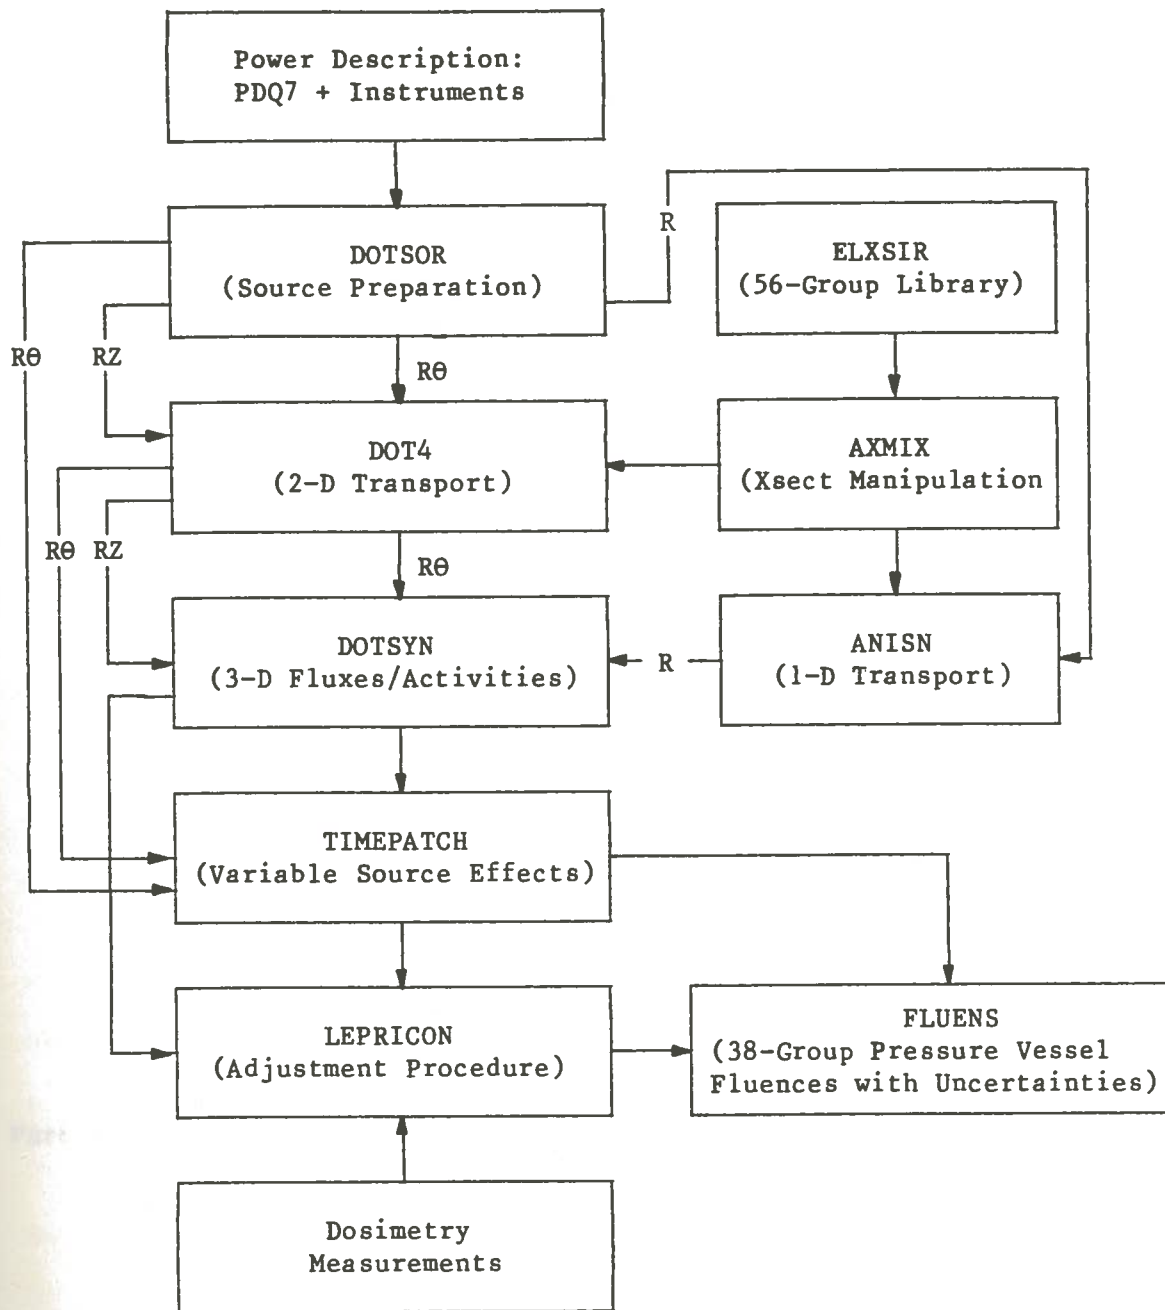 Power Description:
PDQ7 + Instruments
DOTSOR
(Source Preparation)
R
ELXSIR
(56-Group Library)
Rθ
RZ
Rθ
DOT4
(2-D Transport)
AXMIX
(Xsect Manipulation
Rθ
RZ
Rθ
DOTSYN
(3-D Fluxes/Activities)
R
ANISN
(1-D Transport)
TIMEPATCH
(Variable Source Effects)
LEPRICON
(Adjustment Procedure)
FLUENS
(38-Group Pressure Vessel
Fluences with Uncertainties)
Dosimetry
Measurements